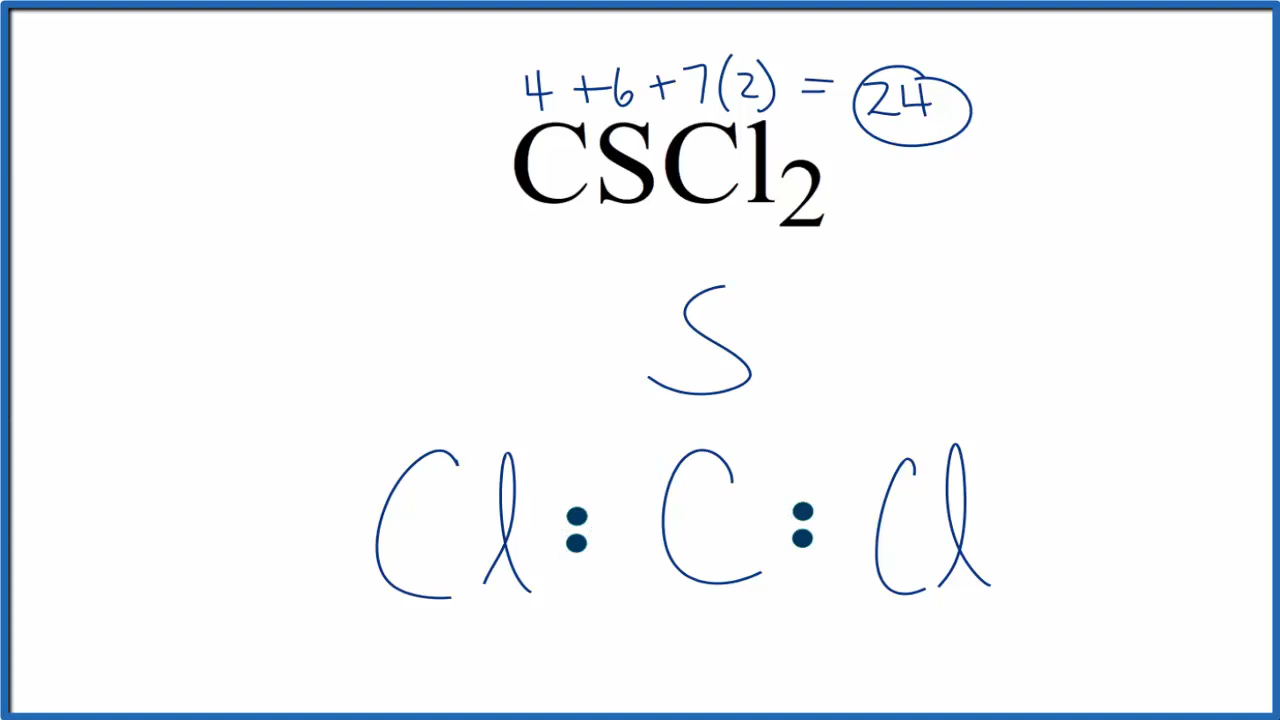 4 + 6 + 7(2) = 24
CSCl₂
S
Cl : C : Cl